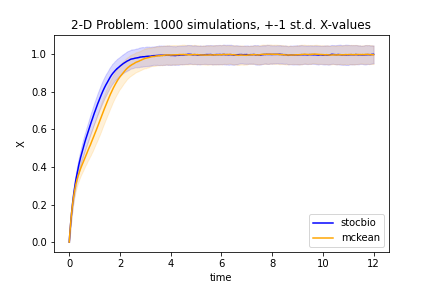 2-D Problem: 1000 simulations, +-1 st.d. X-values
1.0
0.8
0.6
0.4
0.2
0.0
X
0 2 4 6 8 10 12
time
stocbio
mckean